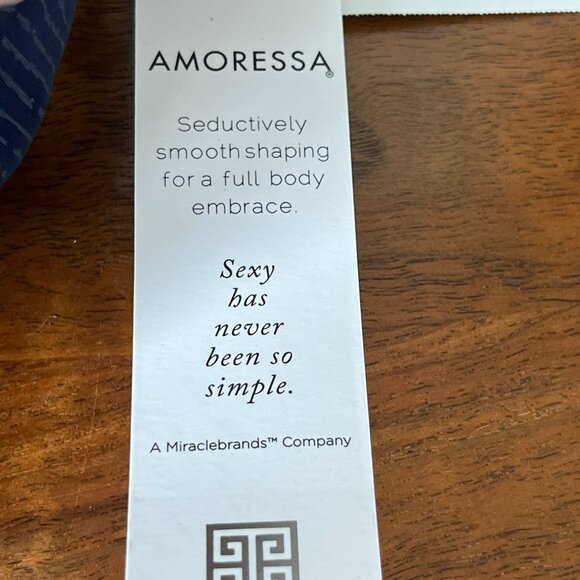 AMORESSA®
Seductively
smooth shaping
for a full body
embrace.
Sexy
has
never
been so
simple.
A Miraclebrands™ Company